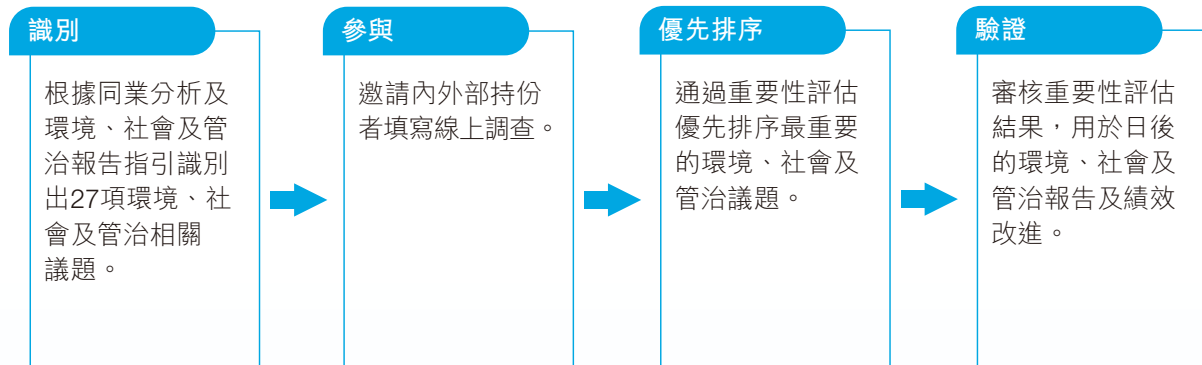 識別
根據同業分析及
環境、社會及管
治報告指引識別
出27項環境、社
會及管治相關
議題。
參與
邀請內外部持份
者填寫線上調查。
優先排序
通過重要性評估
優先排序最重要
的環境、社會及
管治議題。
驗證
審核重要性評估
結果，用於日後
的環境、社會及
管治報告及績效
改進。